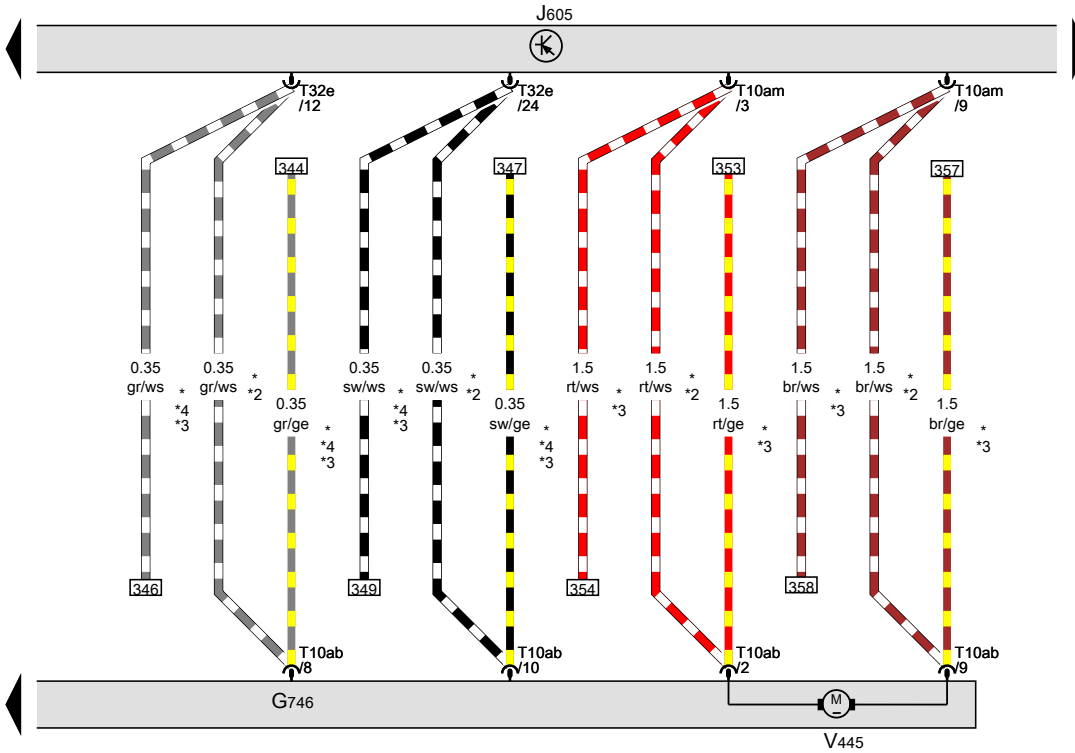 J605
T32e
/12
T32e
/24
T10am
/3
T10am
/9
344
347
353
357
0.35
gr/ws
*
*4
*3
0.35
gr/ws
*
*2
0.35
gr/ge
*
*4
*3
0.35
sw/ws
*
*4
*3
0.35
sw/ws
*
*2
0.35
sw/ge
*
*4
*3
1.5
rt/ws
*
*3
1.5
rt/ws
*
*2
1.5
rt/ge
*
*3
1.5
br/ws
*
*3
1.5
br/ws
*
*2
1.5
br/ge
*
*3
346
349
354
358
T10ab
/8
T10ab
/10
T10ab
/2
T10ab
/9
G746
M
V445